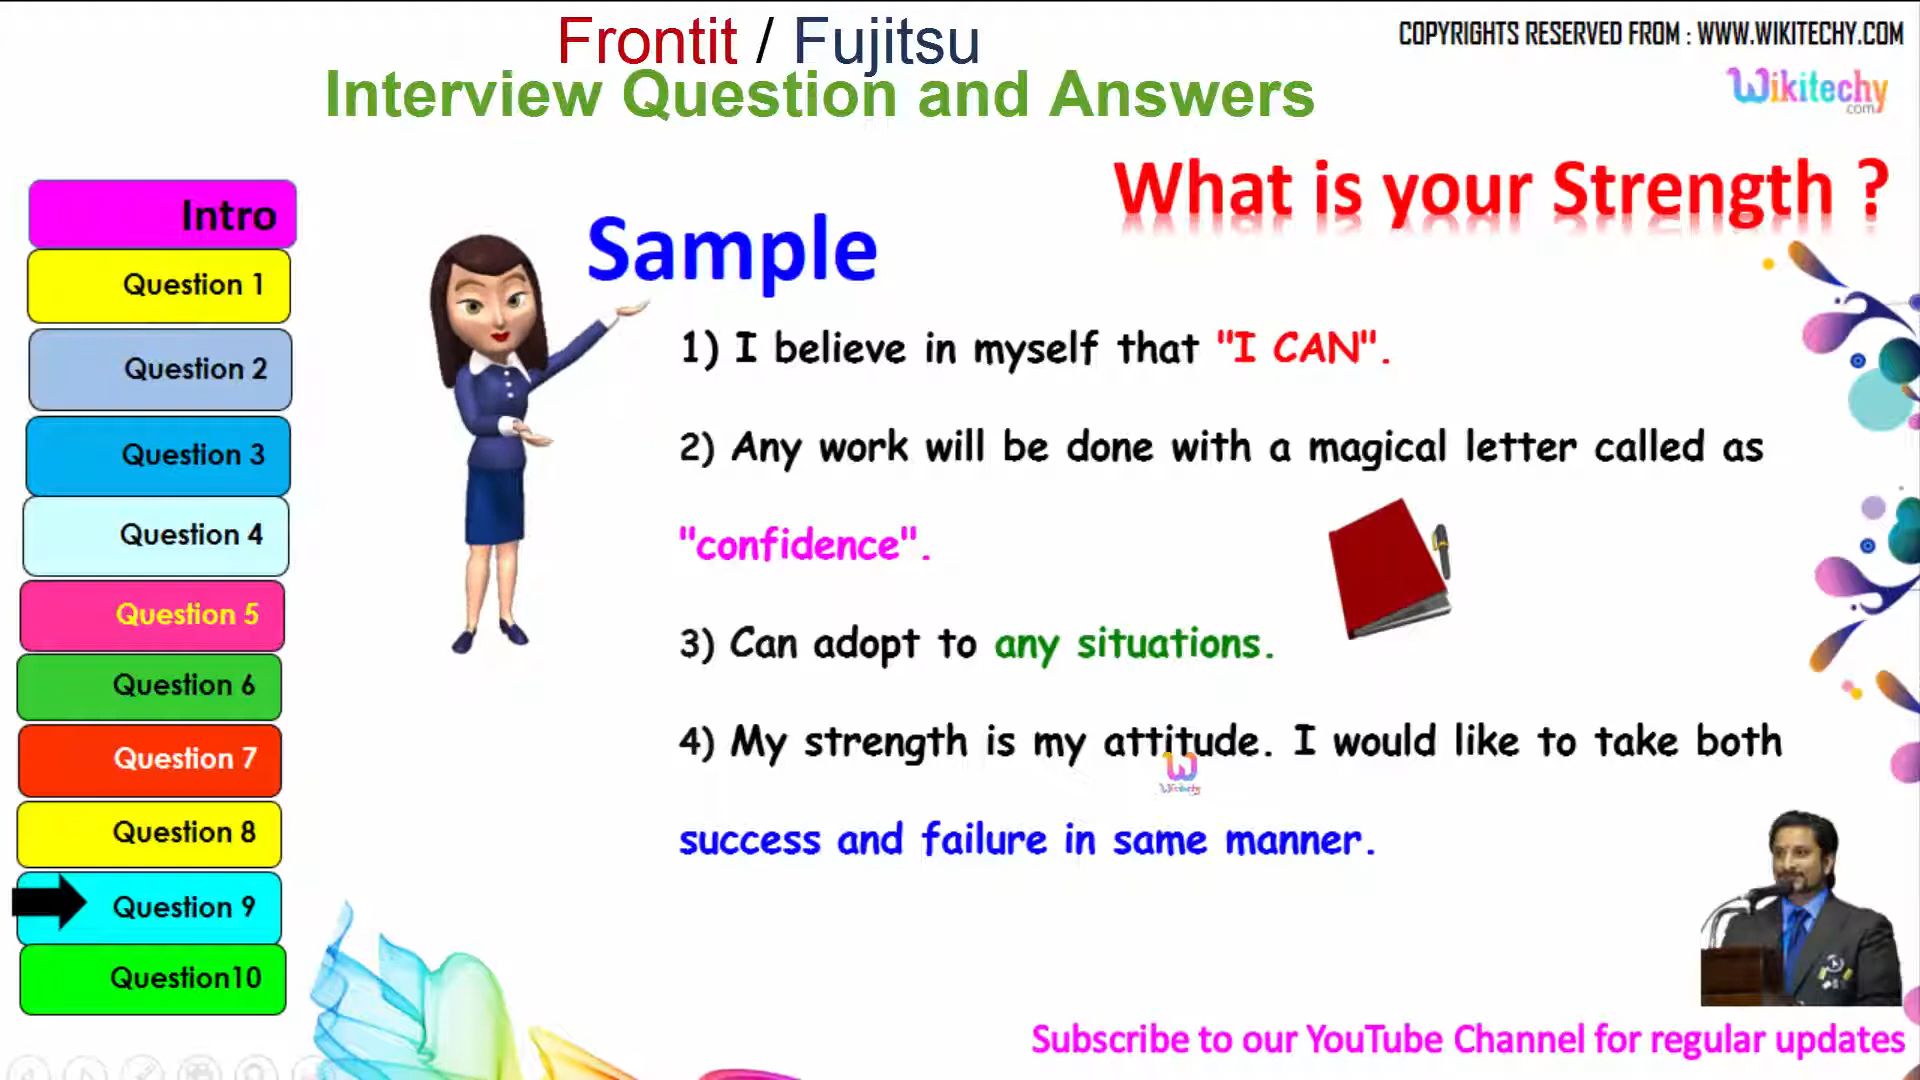 Frontit / Fujitsu
Interview Question and Answers
COPYRIGHTS RESERVED FROM : WWW.WIKITECHY.COM
Wikitechy
.com
What is your Strength ?
Intro
Question 1
Question 2
Question 3
Question 4
Question 5
Question 6
Question 7
Question 8
Question 9
Question10
Sample
1) I believe in myself that "I CAN".
2) Any work will be done with a magical letter called as
"confidence".
3) Can adopt to any situations.
4) My strength is my attitude. I would like to take both
W
Wikitechy
success and failure in same manner.
Subscribe to our YouTube Channel for regular updates